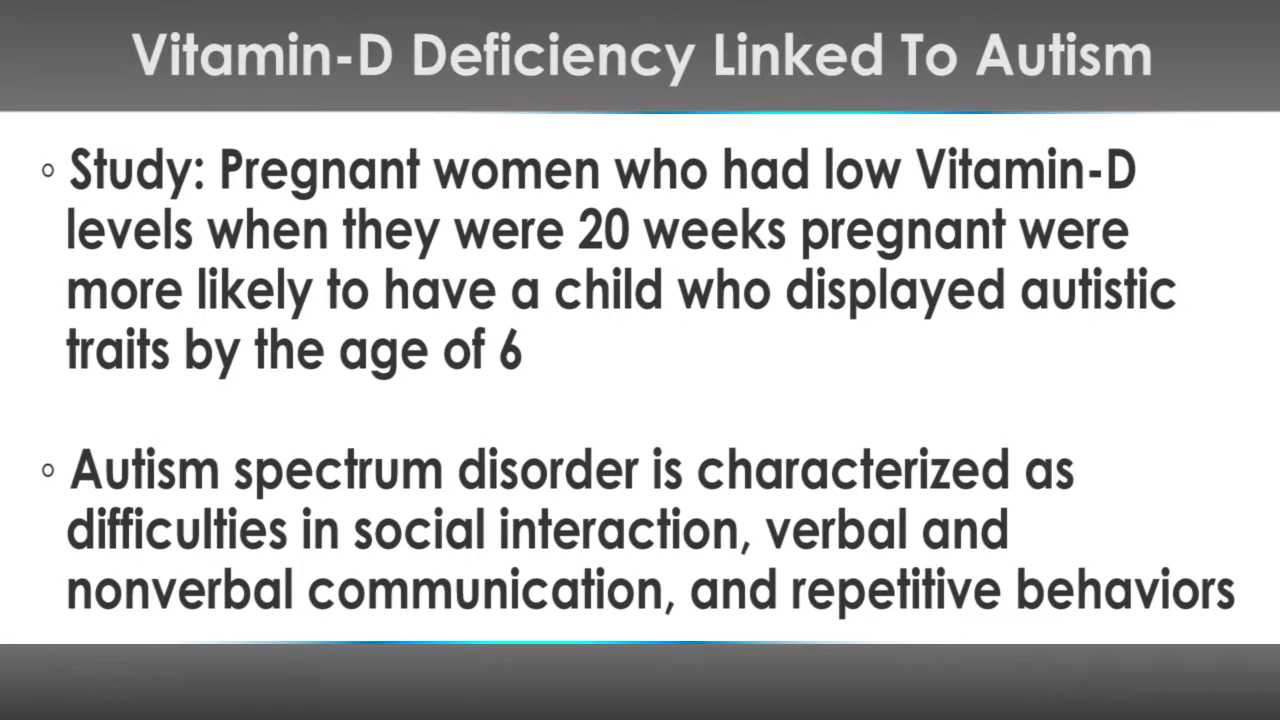 Vitamin-D Deficiency Linked To Autism
◦ Study: Pregnant women who had low Vitamin-D
levels when they were 20 weeks pregnant were
more likely to have a child who displayed autistic
traits by the age of 6
◦ Autism spectrum disorder is characterized as
difficulties in social interaction, verbal and
nonverbal communication, and repetitive behaviors